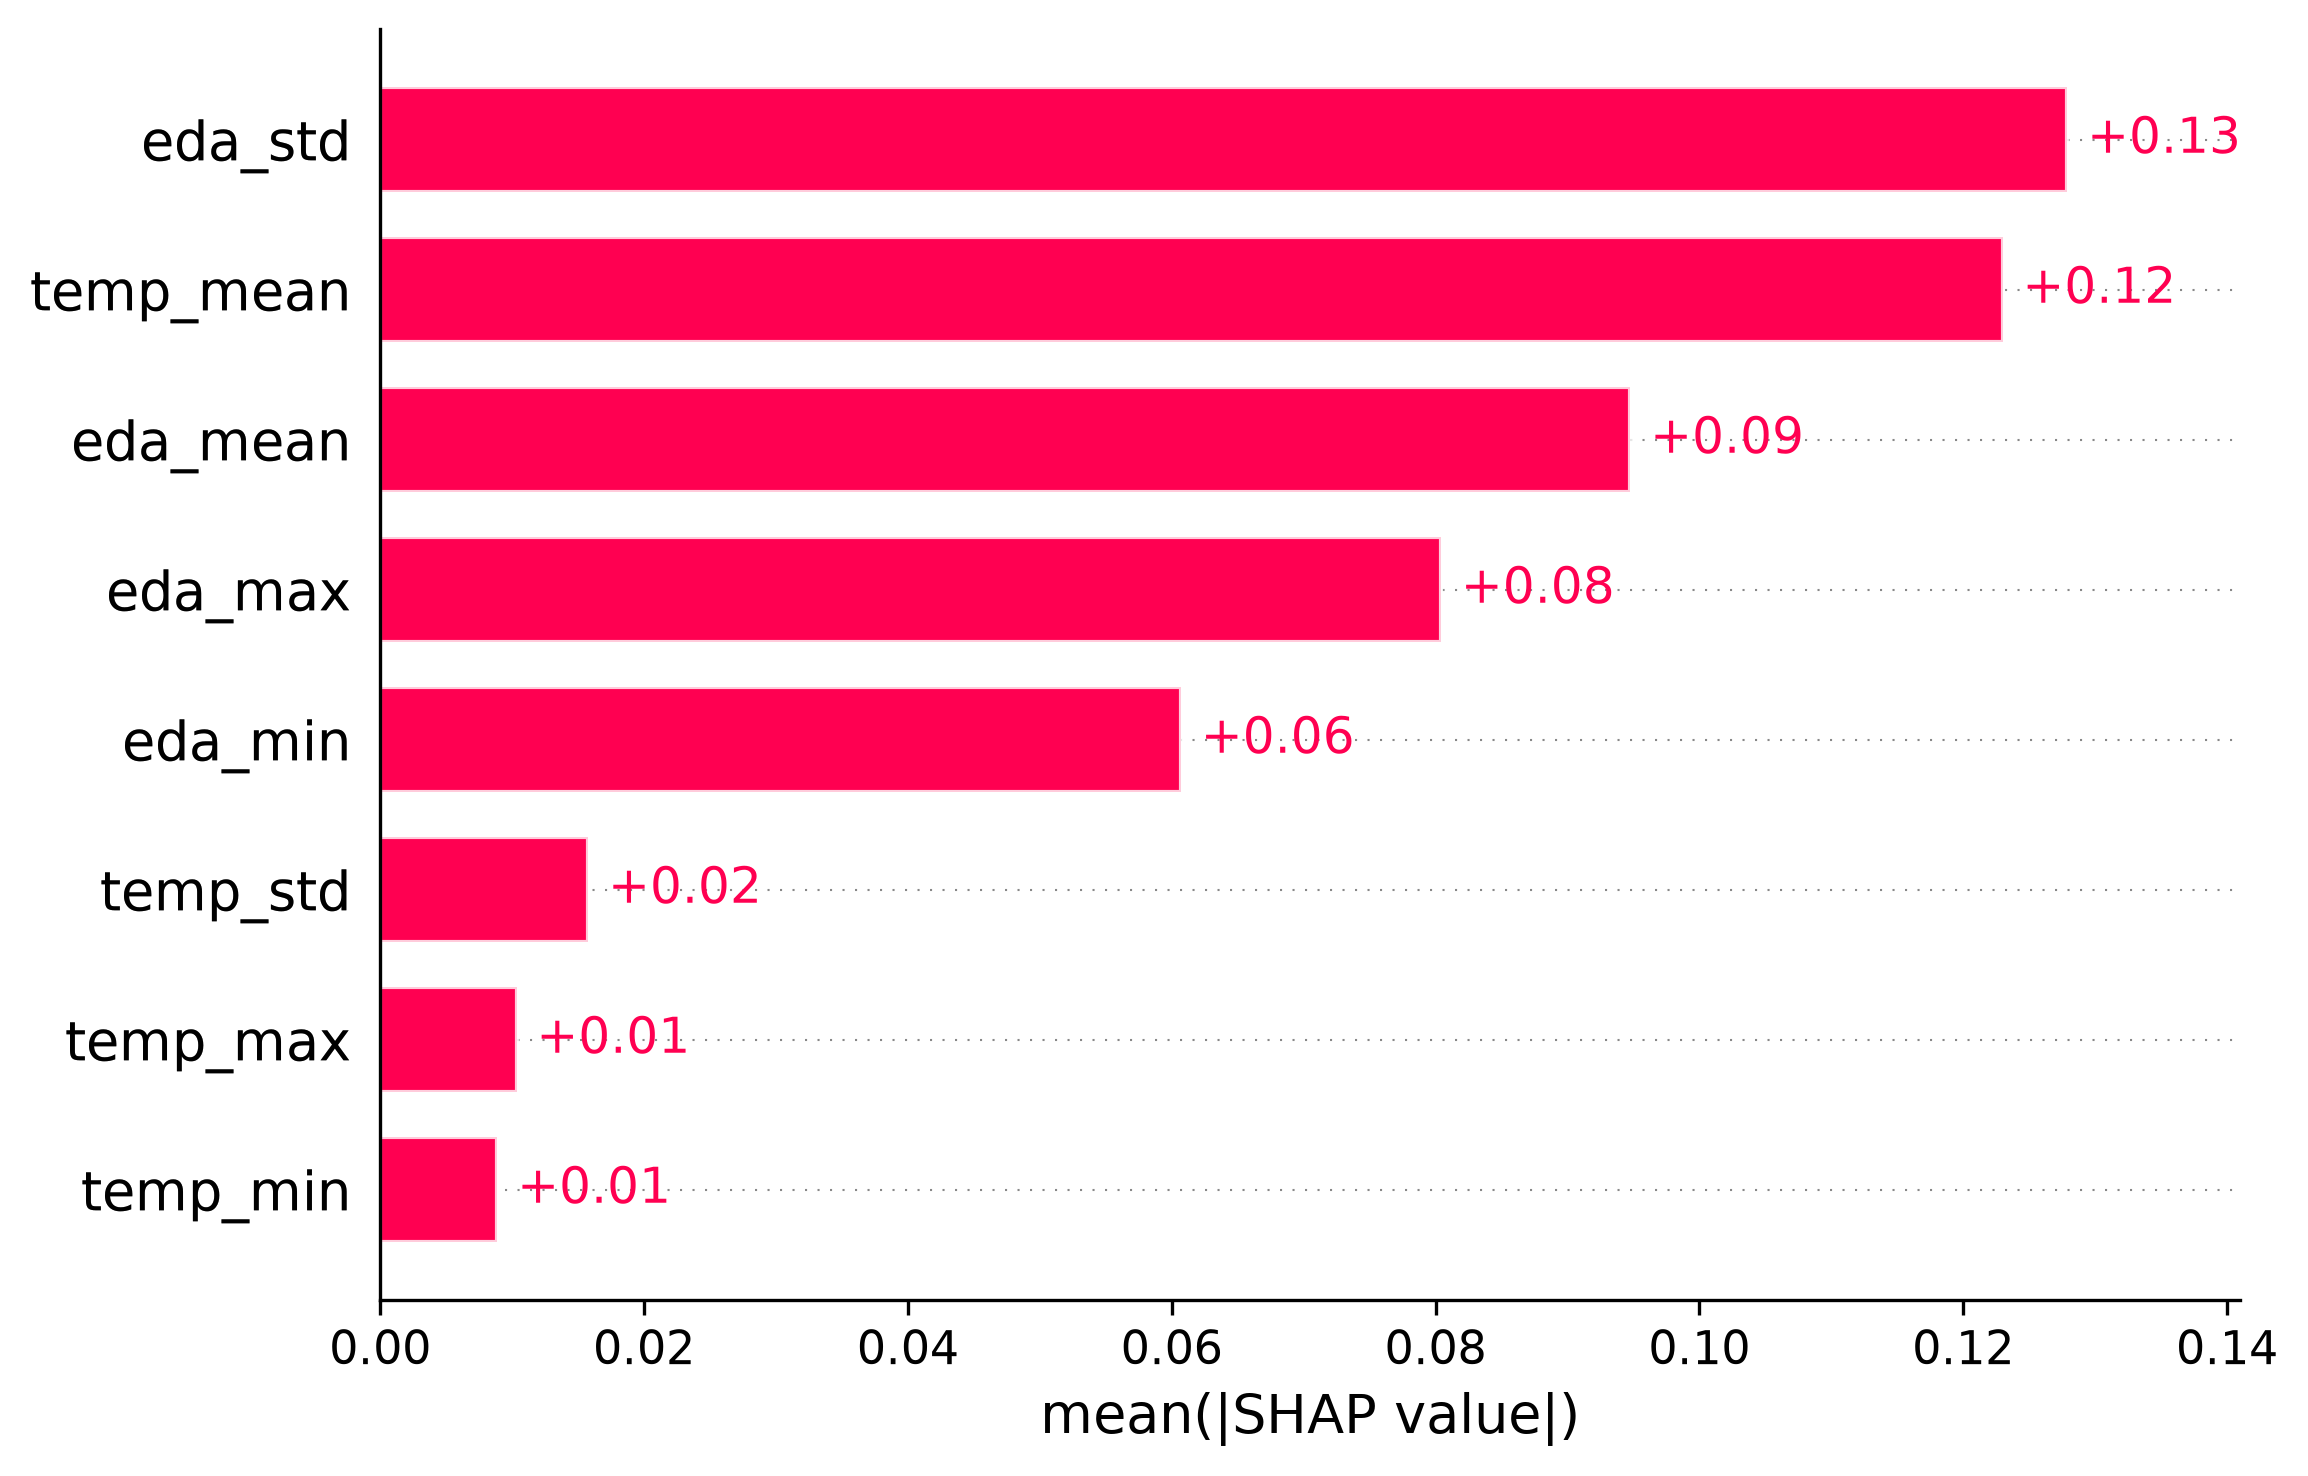 eda_std +0.13
temp_mean +0.12
eda_mean +0.09
eda_max +0.08
eda_min +0.06
temp_std +0.02
temp_max +0.01
temp_min +0.01
0.00 0.02 0.04 0.06 0.08 0.10 0.12 0.14
mean(|SHAP value|)